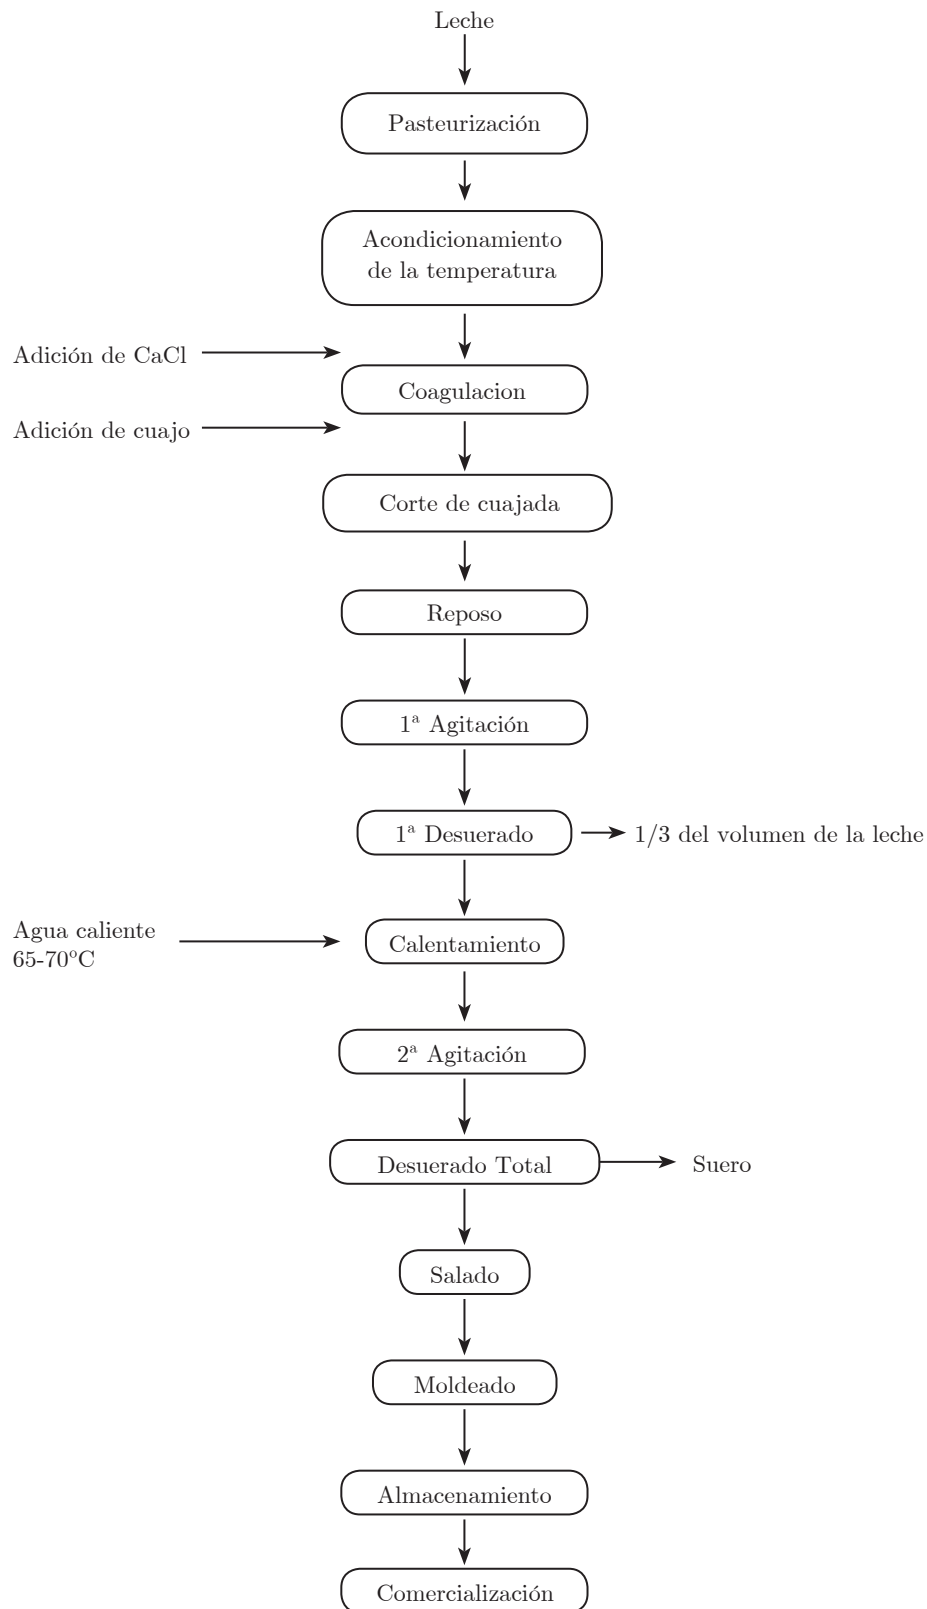 Leche
Pasteurización
Acondicionamiento
de la temperatura
Adición de CaCl
Coagulacion
Adición de cuajo
Corte de cuajada
Reposo
1ª Agitación
1ª Desuerado
1/3 del volumen de la leche
Agua caliente
65-70ºC
Calentamiento
2ª Agitación
Desuerado Total
Suero
Salado
Moldeado
Almacenamiento
Comercialización